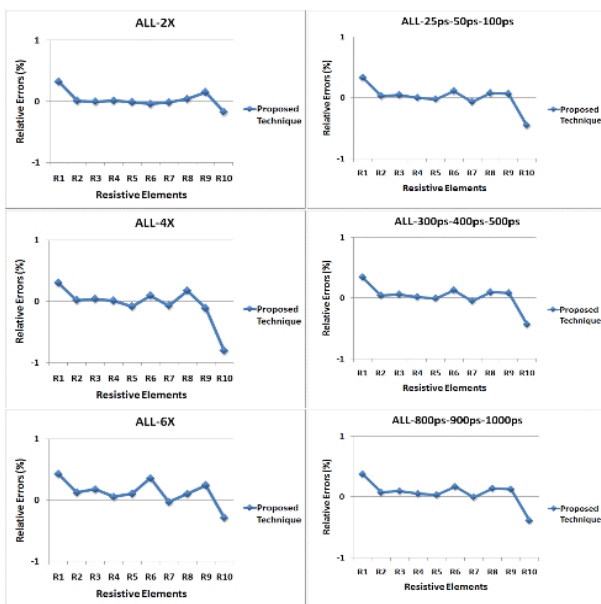 ALL-2X
1
0
-1
Relative Errors (%)
R1 R2 R3 R4 R5 R6 R7 R8 R9 R10
Resistive Elements
Proposed
Technique
ALL-25ps-50ps-100ps
1
0
-1
Relative Errors (%)
R1 R2 R3 R4 R5 R6 R7 R8 R9 R10
Resistive Elements
Proposed
Technique
ALL-4X
1
0
-1
Relative Errors (%)
R1 R2 R3 R4 R5 R6 R7 R8 R9 R10
Resistive Elements
Proposed
Technique
ALL-300ps-400ps-500ps
1
0
-1
Relative Errors (%)
R1 R2 R3 R4 R5 R6 R7 R8 R9 R10
Resistive Elements
Proposed
Technique
ALL-6X
1
0
-1
Relative Errors (%)
R1 R2 R3 R4 R5 R6 R7 R8 R9 R10
Resistive Elements
Proposed
Technique
ALL-800ps-900ps-1000ps
1
0
-1
Relative Errors (%)
R1 R2 R3 R4 R5 R6 R7 R8 R9 R10
Resistive Elements
Proposed
Technique